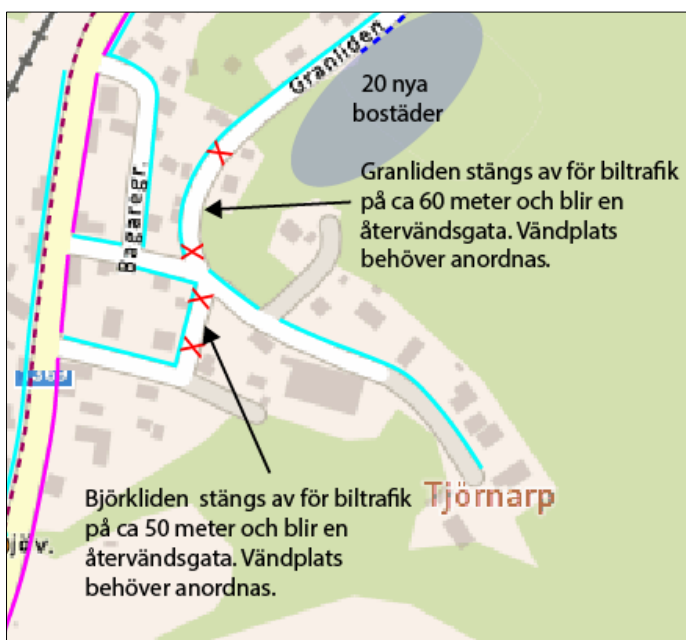 Granliden
20 nya
bostäder
Granliden stängs av för biltrafik
på ca 60 meter och blir en
återvändsgata. Vändplats
behöver anordnas.
Bagaregr.
Björkliden stängs av för biltrafik
på ca 50 meter och blir en
återvändsgata. Vändplats
behöver anordnas.
Tjörnarp